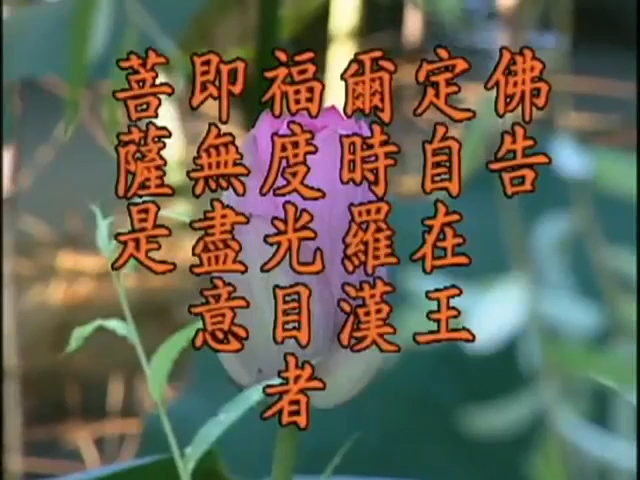 佛告
定自在王
爾時羅漢
福度光目者
即無盡意
菩薩是